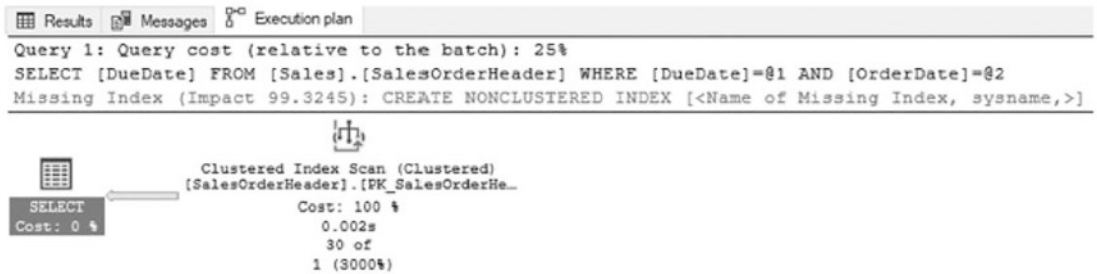 Results Messages Execution plan
Query 1: Query cost (relative to the batch): 25%
SELECT [DueDate] FROM [Sales].[SalesOrderHeader] WHERE [DueDate]=@1 AND [OrderDate]=@2
Missing Index (Impact 99.3245): CREATE NONCLUSTERED INDEX [<Name of Missing Index, sysname,>]
Clustered Index Scan (Clustered)
[SalesOrderHeader].[PK_SalesOrderHe…
SELECT
Cost: 0 %
Cost: 100 %
0.002s
30 of
1 (3000%)